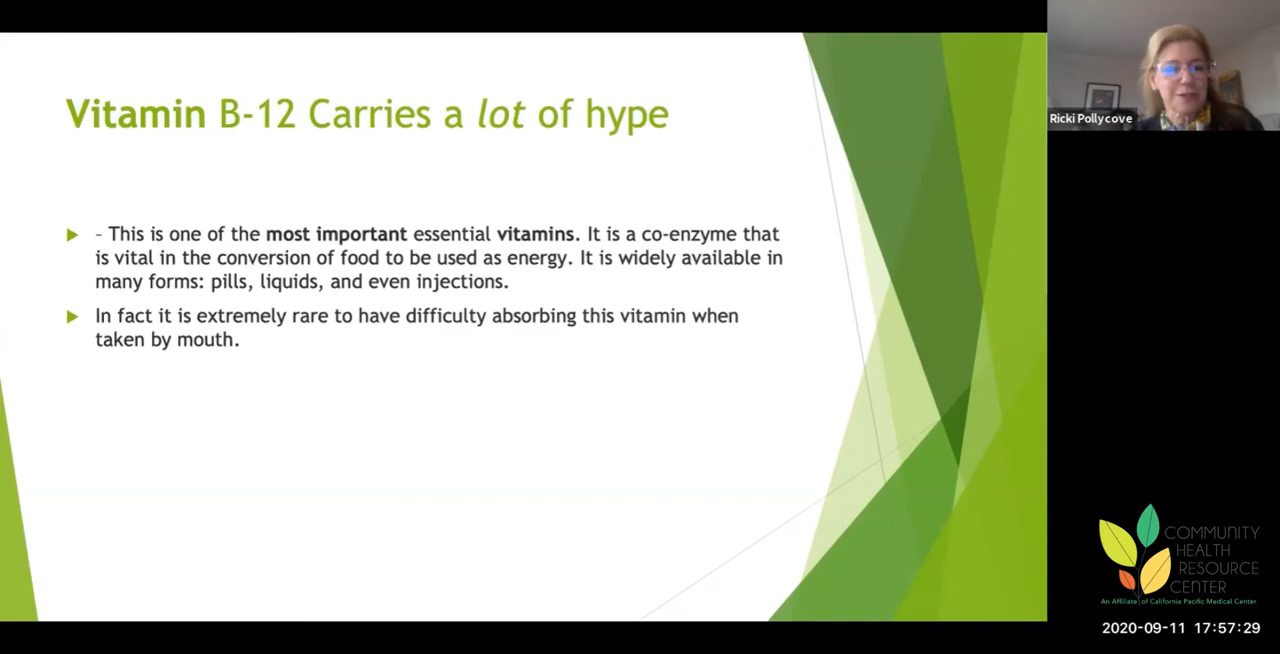 Vitamin B-12 Carries a lot of hype
- This is one of the most important essential vitamins. It is a co-enzyme that
is vital in the conversion of food to be used as energy. It is widely available in
many forms: pills, liquids, and even injections.
In fact it is extremely rare to have difficulty absorbing this vitamin when
taken by mouth.
Ricki Pollycove
COMMUNITY
HEALTH
RESOURCE
CENTER
An Affiliate of California Pacific Medical Center
2020-09-11 17:57:29